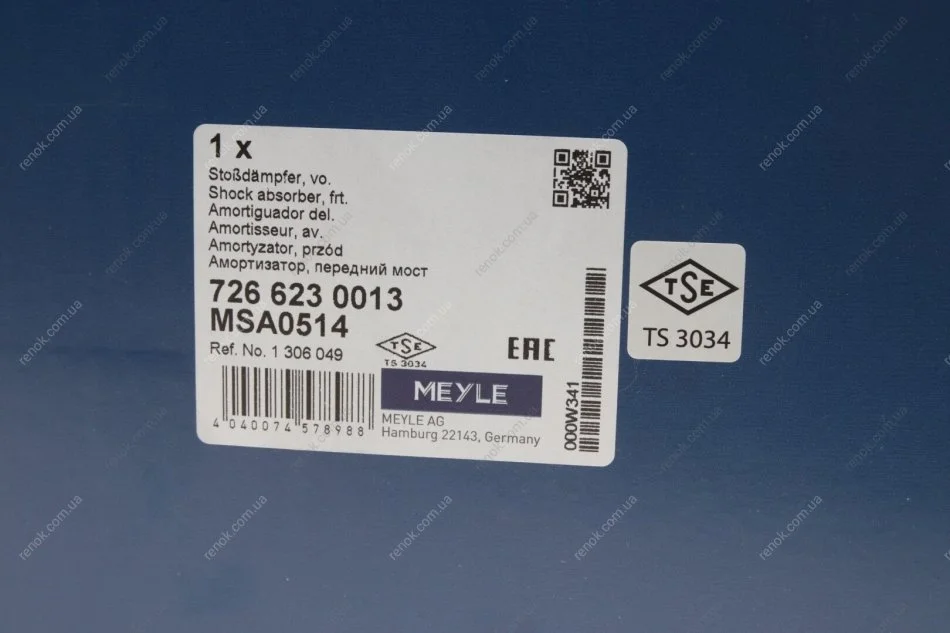 1 x
Stoßdämpfer, vo.
Shock absorber, frt.
Amortiguador del.
Amortisseur, av.
Amortyzator, przód
Амортизатор, передний мост
726 623 0013
MSA0514
Ref. No. 1 306 049
TSE
TS 3034
EAC
4 040074 578988
MEYLE
MEYLE AG
Hamburg 22143, Germany
000W341
TSE
TS 3034
renok.com.ua